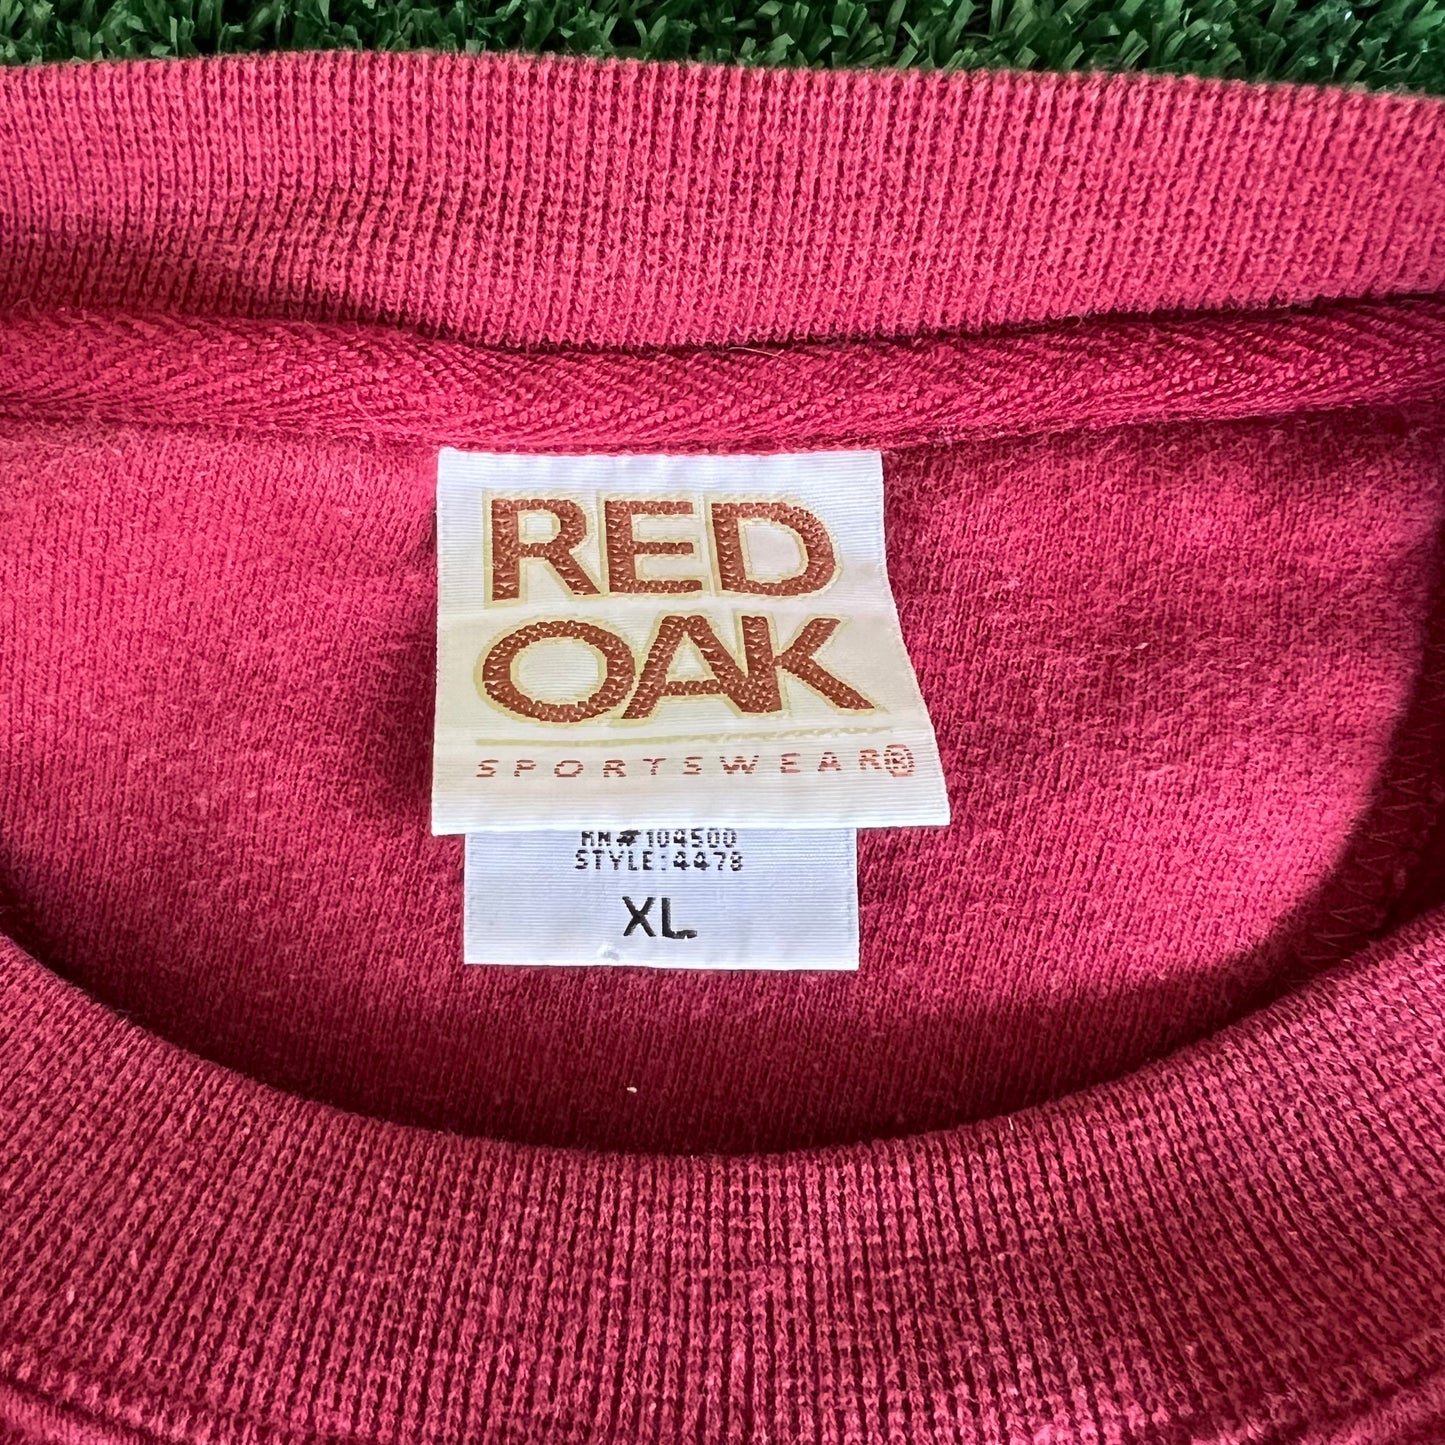 RED
OAK
SPORTSWEAR®
RN#104500
STYLE:4478
XL